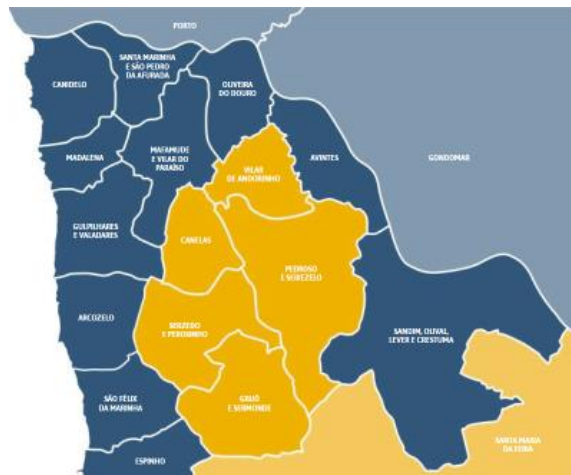 PORTO
SANTA MARINHA
E SÃO PEDRO
DA AFURADA
CANIDELO
OLIVEIRA
DO DOURO
MADALENA
MAFAMUDE
E VILAR DO
PARAÍSO
AVINTES
GONDOMAR
VILAR
DE ANDORINHO
GULPILHARES
E VALADARES
CANELAS
PEDROSO
E SEIXEZELO
ARCOZELO
SERZEDO
E PEROSINHO
SANDIM, OLIVAL,
LEVER E CRESTUMA
SÃO FÉLIX
DA MARINHA
GRIJÓ
E SERMONDE
SANTA MARIA
DA FEIRA
ESPINHO